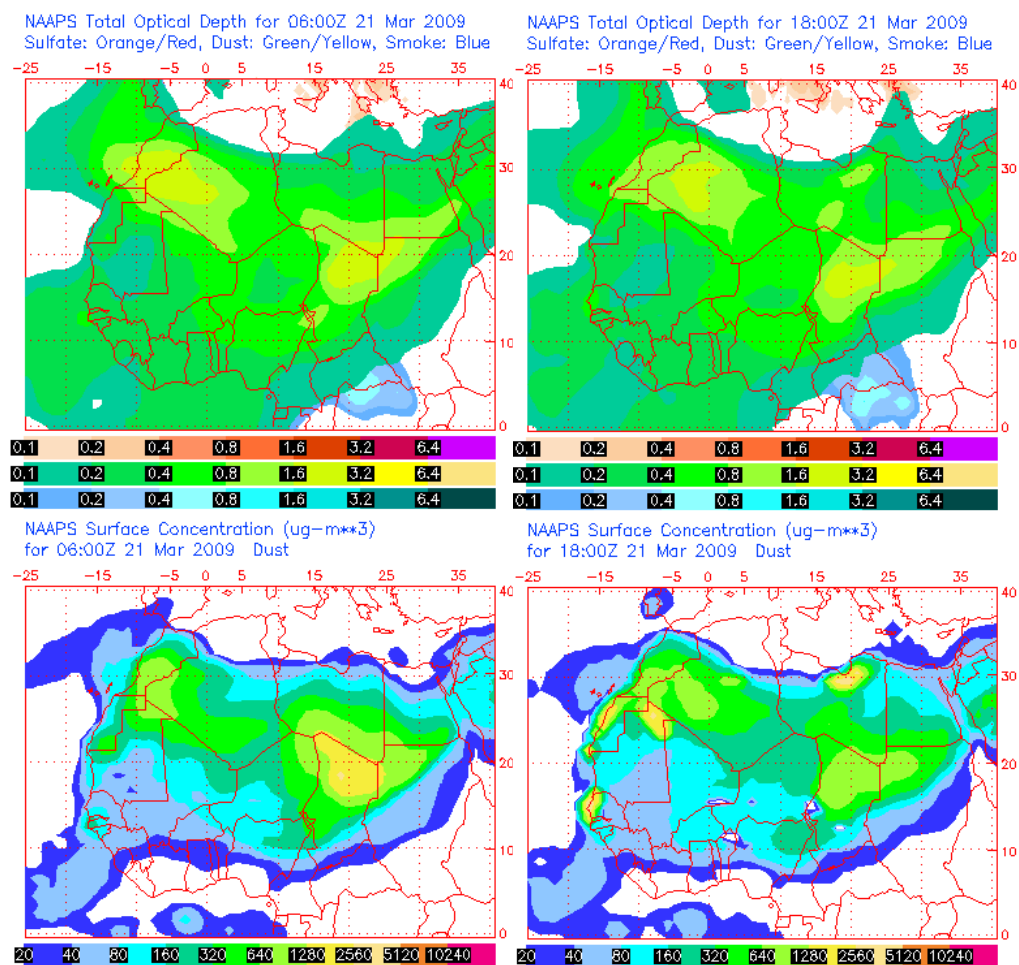 NAAPS Total Optical Depth for 06:00Z 21 Mar 2009
Sulfate: Orange/Red, Dust: Green/Yellow, Smoke: Blue
-25 -15 -5 0 5 15 25 35
40
30
20
10
0
0.1 0.2 0.4 0.8 1.6 3.2 6.4
0.1 0.2 0.4 0.8 1.6 3.2 6.4
0.1 0.2 0.4 0.8 1.6 3.2 6.4
NAAPS Total Optical Depth for 18:00Z 21 Mar 2009
Sulfate: Orange/Red, Dust: Green/Yellow, Smoke: Blue
-25 -15 -5 0 5 15 25 35
40
30
20
10
0
0.1 0.2 0.4 0.8 1.6 3.2 6.4
0.1 0.2 0.4 0.8 1.6 3.2 6.4
0.1 0.2 0.4 0.8 1.6 3.2 6.4
NAAPS Surface Concentration (ug-m**3)
for 06:00Z 21 Mar 2009 Dust
-25 -15 -5 0 5 15 25 35
40
30
20
10
0
20 40 80 160 320 640 1280 2560 5120 10240
NAAPS Surface Concentration (ug-m**3)
for 18:00Z 21 Mar 2009 Dust
-25 -15 -5 0 5 15 25 35
40
30
20
10
0
20 40 80 160 320 640 1280 2560 5120 10240